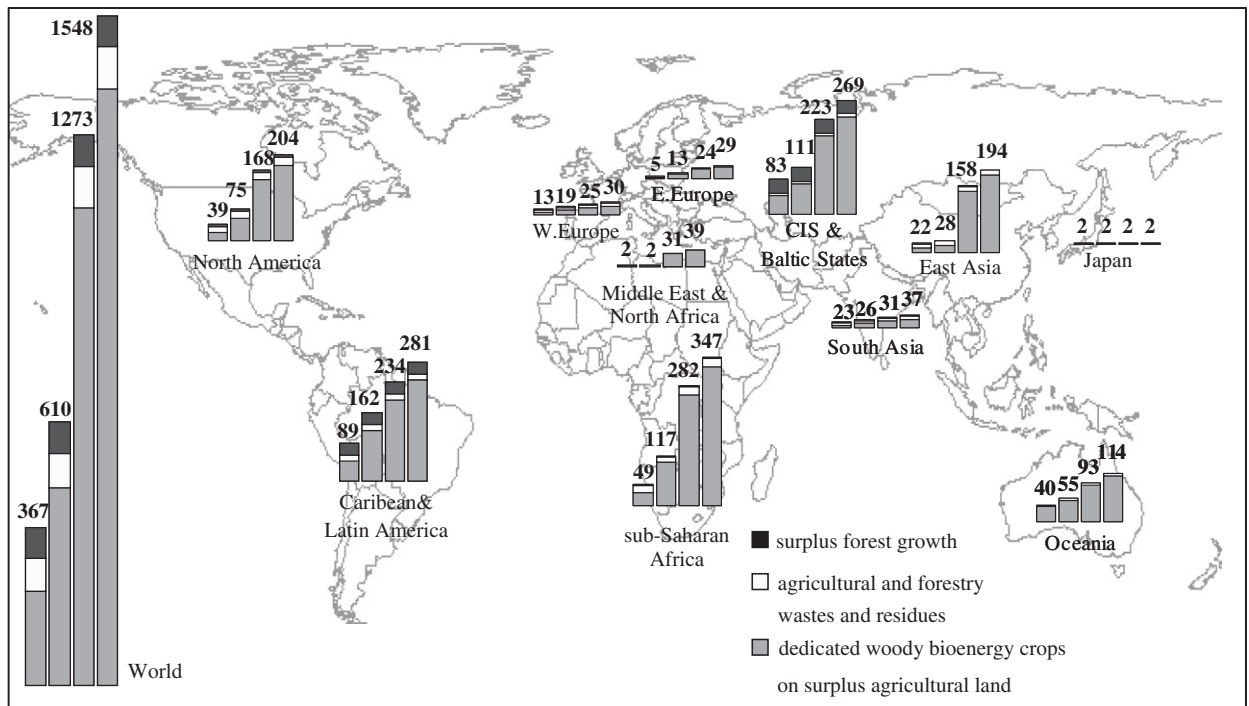 1548
1273
610
367
World
39 75 168 204
North America
89 162 234 281
Caribean&
Latin America
13 19 25 30
W.Europe
5 13 24 29
E.Europe
2 2 31 39
Middle East &
North Africa
49 117 282 347
sub-Saharan
Africa
83 111 223 269
CIS &
Baltic States
22 28 158 194
East Asia
2 2 2 2
Japan
23 26 31 37
South Asia
40 55 93 114
Oceania
surplus forest growth
agricultural and forestry
wastes and residues
dedicated woody bioenergy crops
on surplus agricultural land